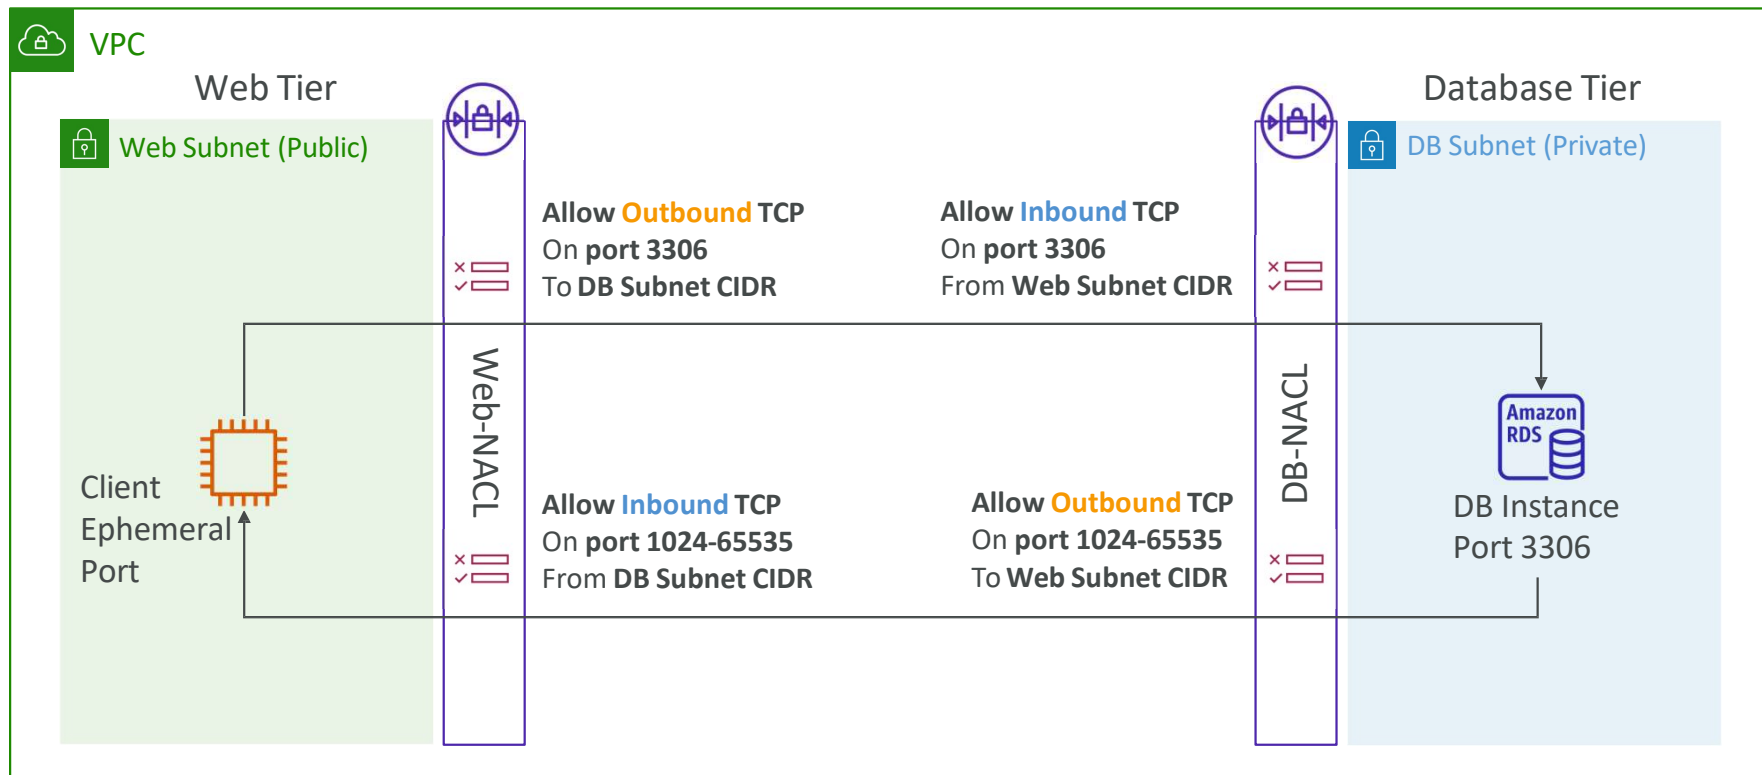 VPC
Web Tier
Database Tier
Web Subnet (Public)
DB Subnet (Private)
Allow Outbound TCP
On port 3306
To DB Subnet CIDR
Allow Inbound TCP
On port 3306
From Web Subnet CIDR
Web-NACL
DB-NACL
Amazon
RDS
Client
Ephemeral
Port
Allow Inbound TCP
On port 1024-65535
From DB Subnet CIDR
Allow Outbound TCP
On port 1024-65535
To Web Subnet CIDR
DB Instance
Port 3306